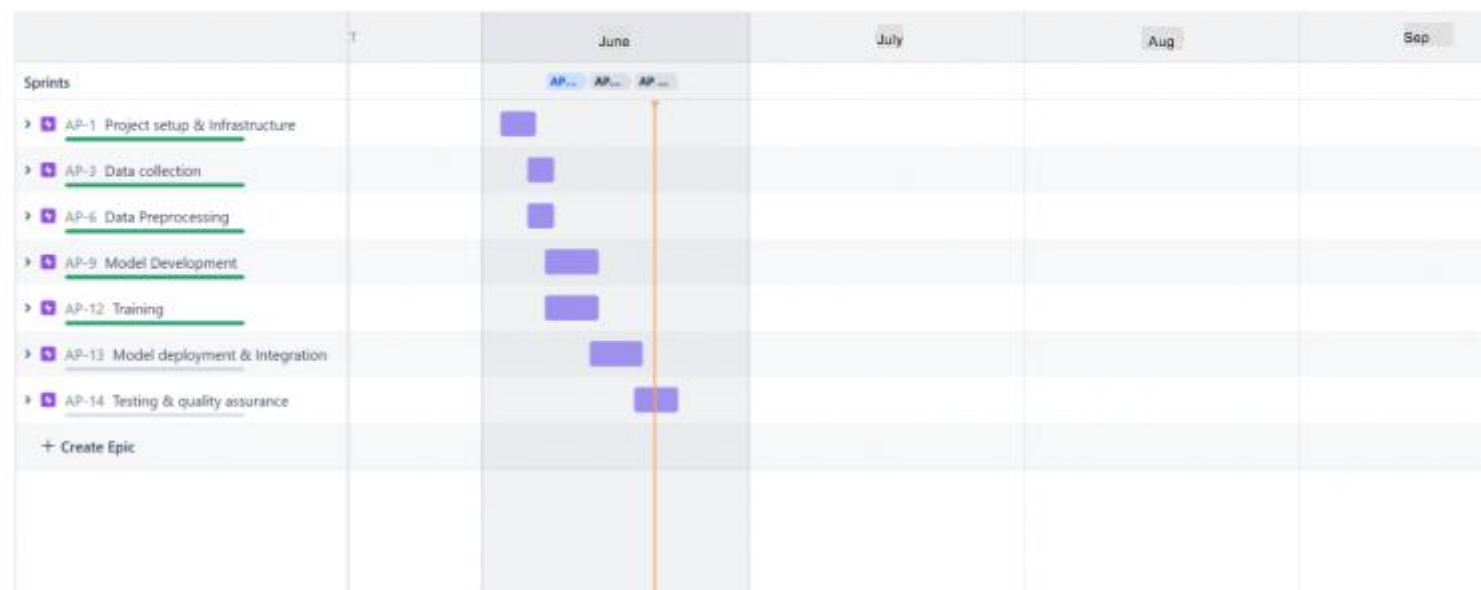 June
July
Aug
Sep
Sprints
AP... AP... AP ...
AP-1 Project setup & Infrastructure
AP-3 Data collection
AP-6 Data Preprocessing
AP-9 Model Development
AP-12 Training
AP-13 Model deployment & Integration
AP-14 Testing & quality assurance
+ Create Epic